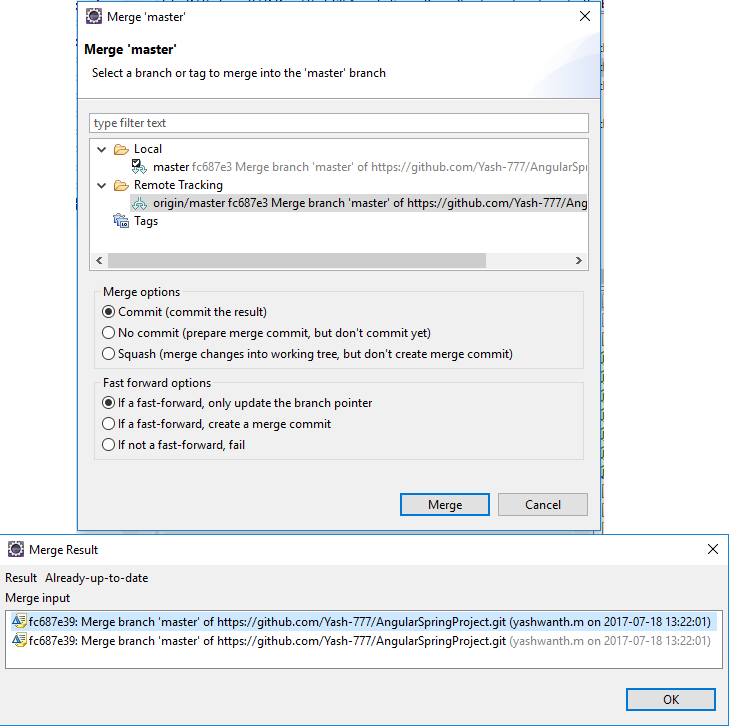 Merge 'master'
Merge 'master'
Select a branch or tag to merge into the 'master' branch
type filter text
Local
master fc687e3 Merge branch 'master' of https://github.com/Yash-777/AngularSpri
Remote Tracking
origin/master fc687e3 Merge branch 'master' of https://github.com/Yash-777/Ang
Tags
Merge options
Commit (commit the result)
No commit (prepare merge commit, but don't commit yet)
Squash (merge changes into working tree, but don't create merge commit)
Fast forward options
If a fast-forward, only update the branch pointer
If a fast-forward, create a merge commit
If not a fast-forward, fail
Merge Cancel
Merge Result
Result Already-up-to-date
Merge input
fc687e39: Merge branch 'master' of https://github.com/Yash-777/AngularSpringProject.git (yashwanth.m on 2017-07-18 13:22:01)
fc687e39: Merge branch 'master' of https://github.com/Yash-777/AngularSpringProject.git (yashwanth.m on 2017-07-18 13:22:01)
OK